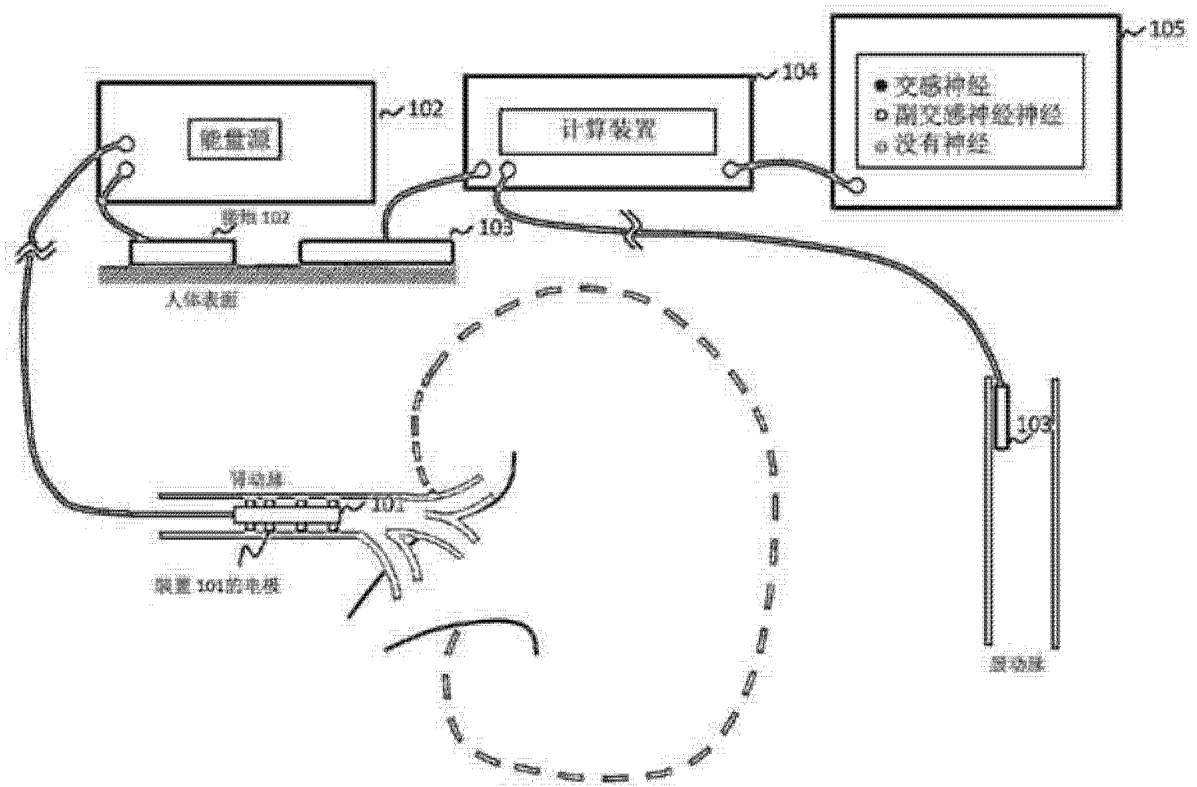 105
104
102
能量源
计算装置
交感神经
副交感神经神经
没有神经
接地 102
103
人体表面
103
肾动脉
101
装置 101的电极
股动脉